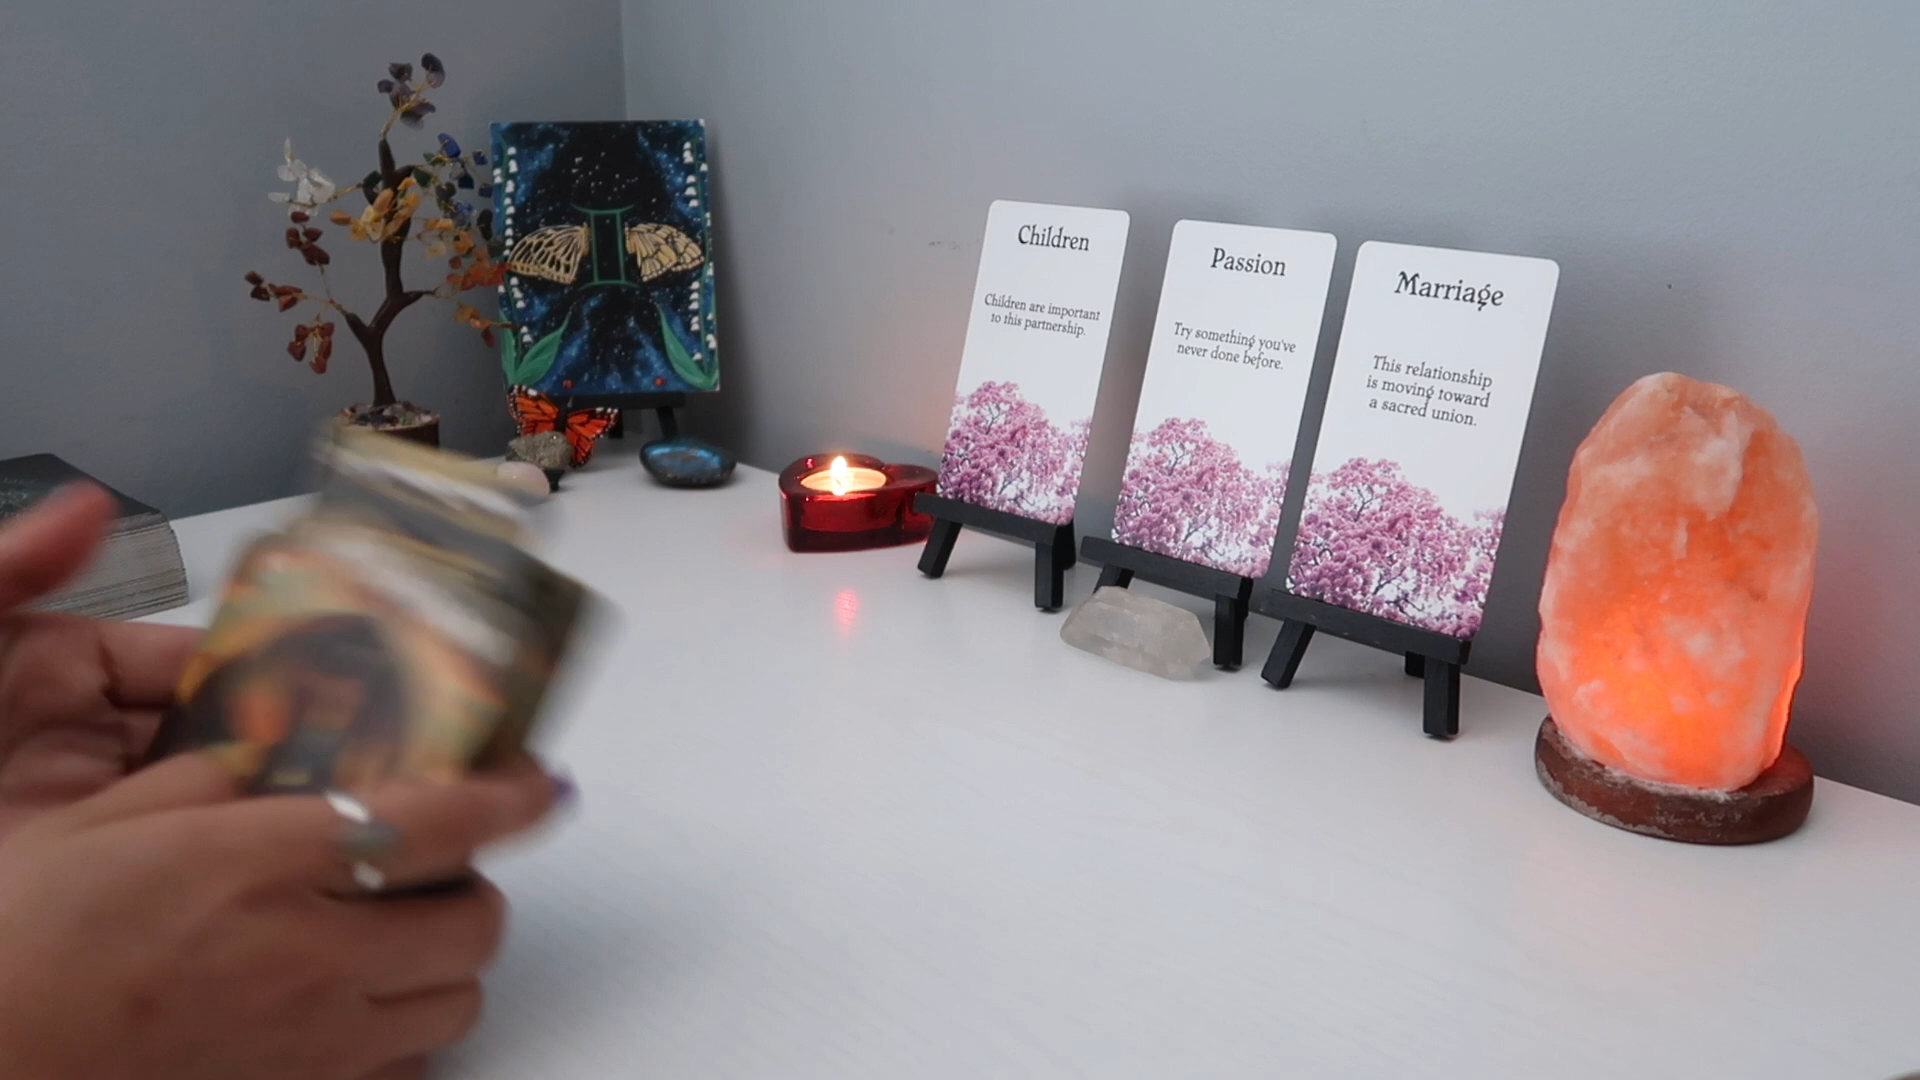 Children
Children are important
to this partnership.
Passion
Try something you've
never done before.
Marriage
This relationship
is moving toward
a sacred union.